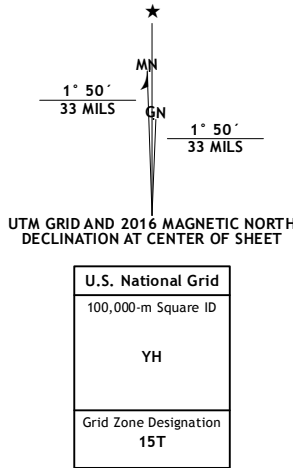 ★
MN
1° 50´
33 MILS
GN
1° 50´
33 MILS
UTM GRID AND 2016 MAGNETIC NORTH
DECLINATION AT CENTER OF SHEET
U.S. National Grid
100,000-m Square ID
YH
Grid Zone Designation
15T